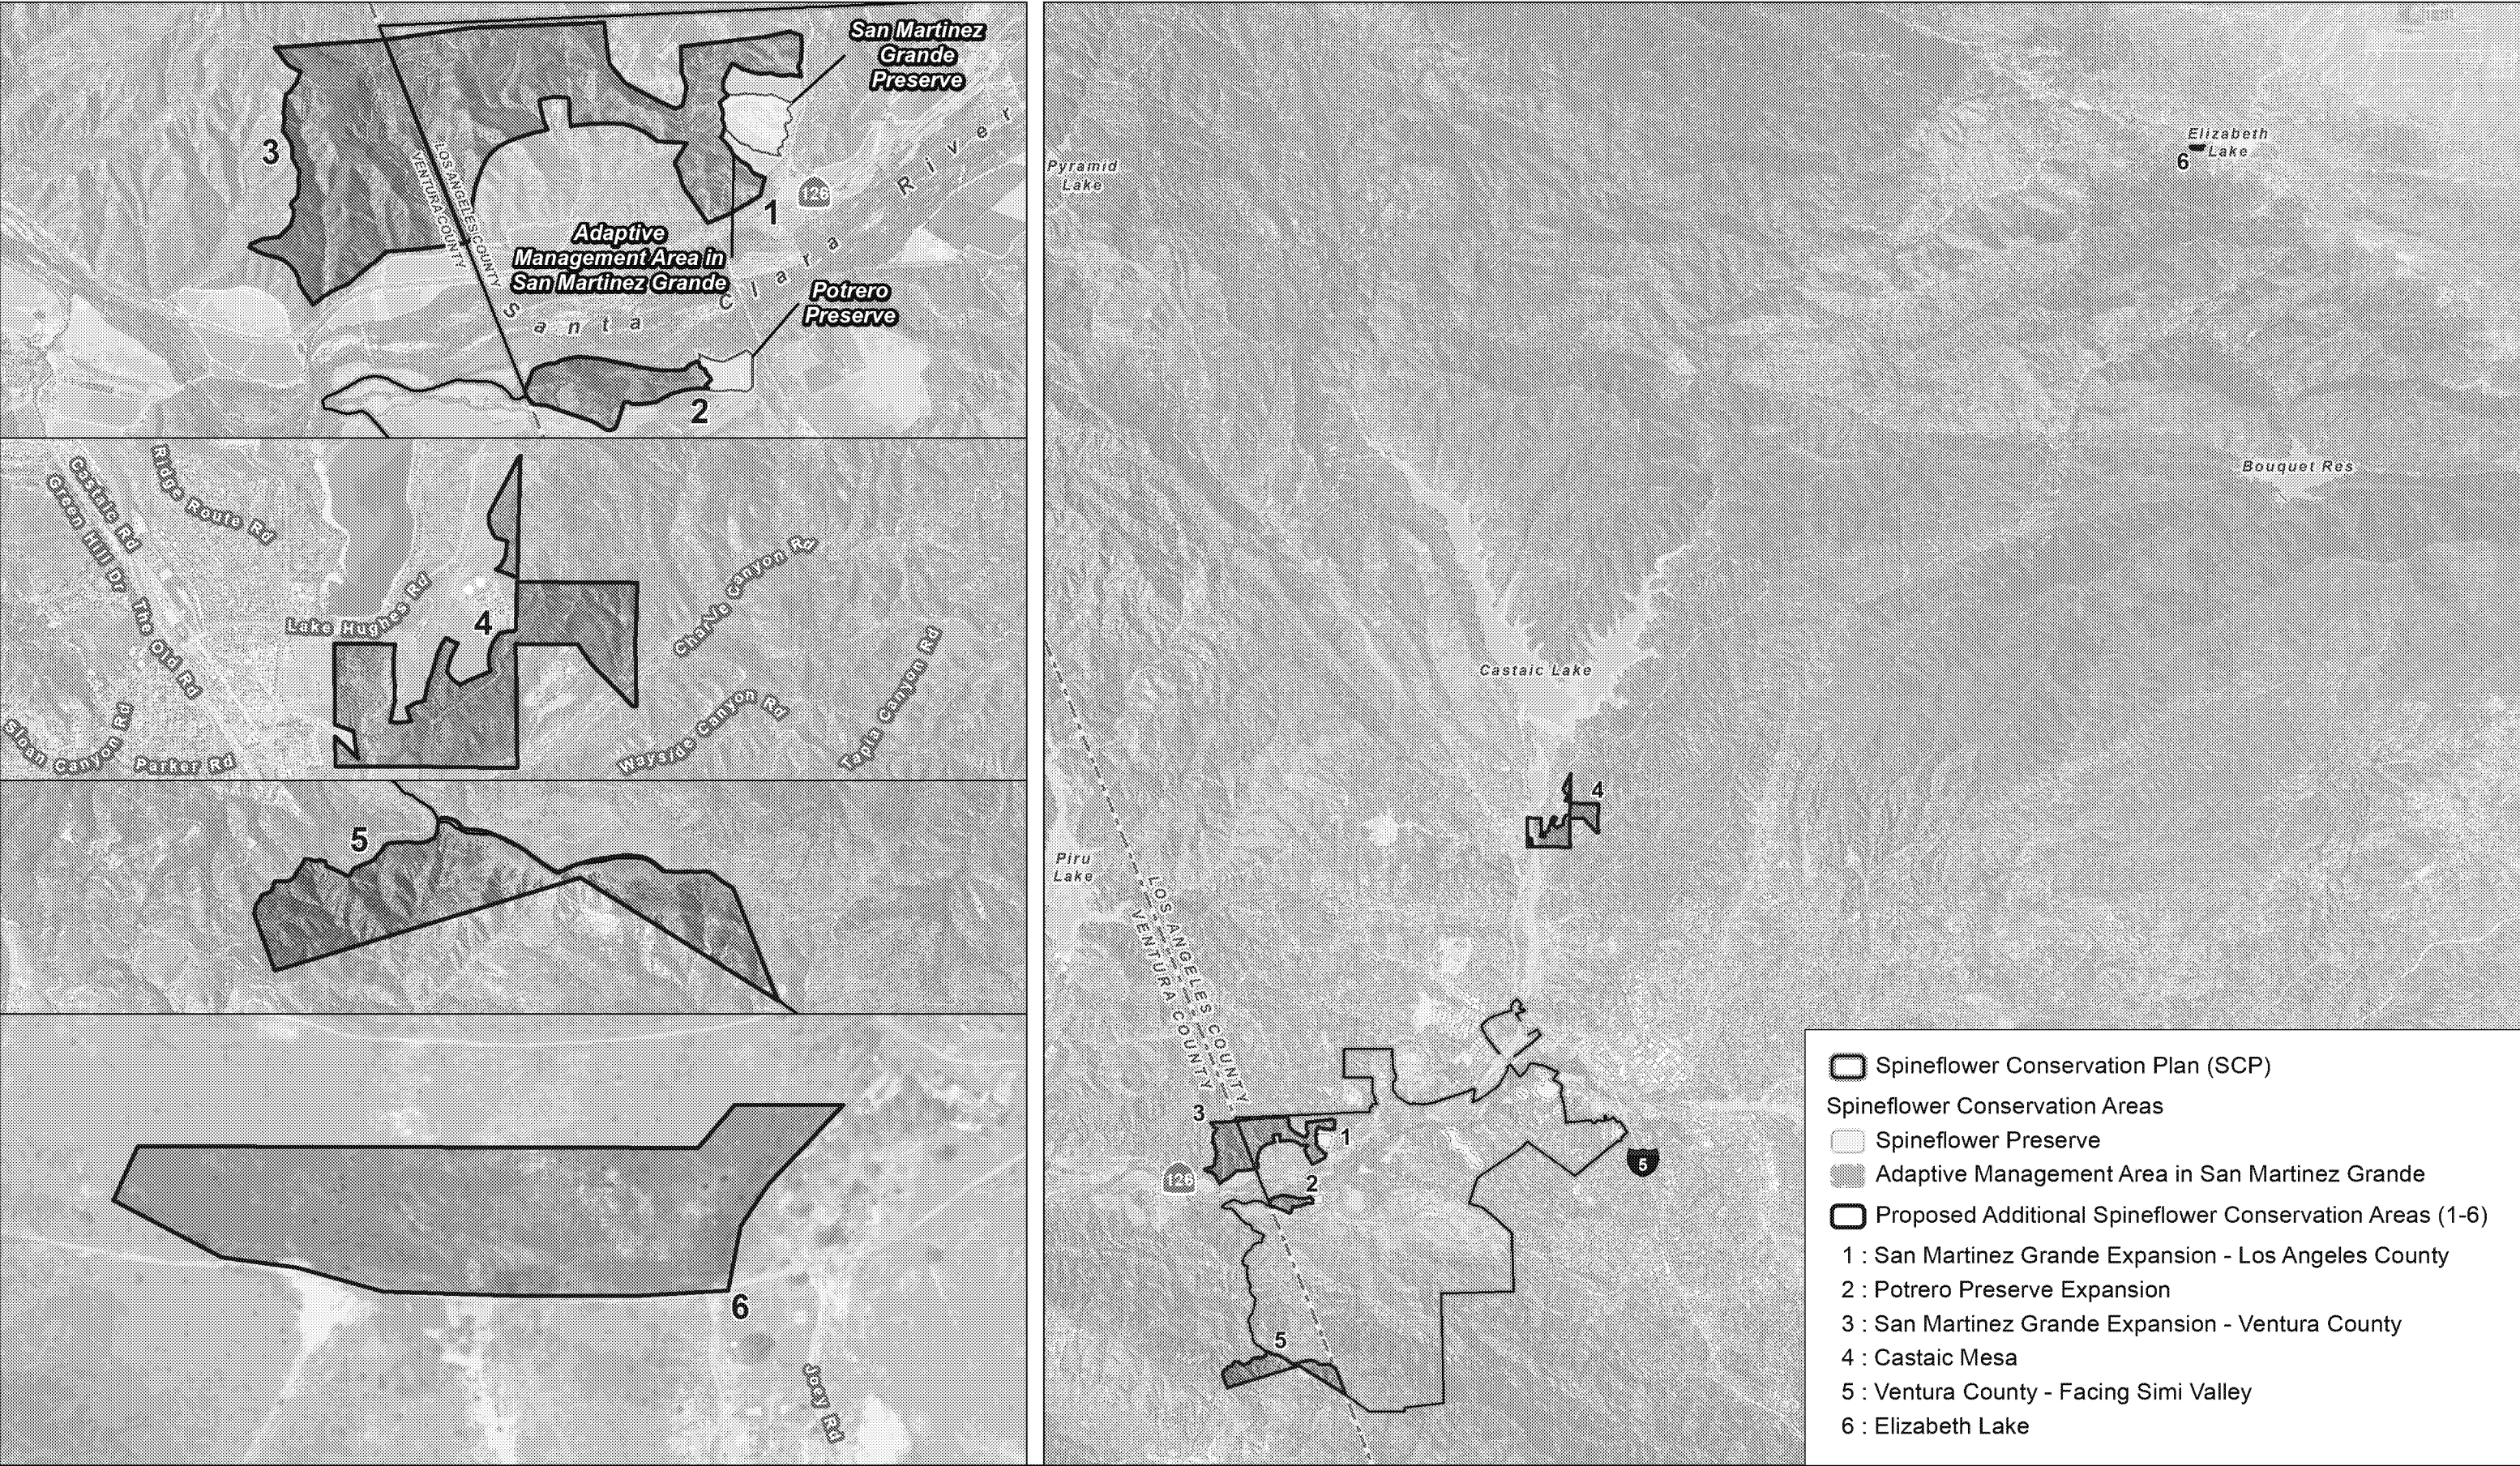 San Martinez
Grande
Preserve
3
LOS ANGELES COUNTY
VENTURA COUNTY
126
1
Adaptive
Management Area in
San Martinez Grande
Santa Clara River
Potrero
Preserve
2
Ridge Route Rd
Castaic Rd
Green Hill Dr
The Old Rd
Lake Hughes Rd
4
Charlie Canyon Rd
Sloan Canyon Rd
Parker Rd
Wayside Canyon Rd
Tapia Canyon Rd
5
6
Joey Rd
Pyramid
Lake
Elizabeth
Lake
6
Bouquet Res
Castaic Lake
4
Piru
Lake
LOS ANGELES COUNTY
VENTURA COUNTY
3
1
126
2
5
5
Spineflower Conservation Plan (SCP)
Spineflower Conservation Areas
Spineflower Preserve
Adaptive Management Area in San Martinez Grande
Proposed Additional Spineflower Conservation Areas (1-6)
1 : San Martinez Grande Expansion - Los Angeles County
2 : Potrero Preserve Expansion
3 : San Martinez Grande Expansion - Ventura County
4 : Castaic Mesa
5 : Ventura County - Facing Simi Valley
6 : Elizabeth Lake